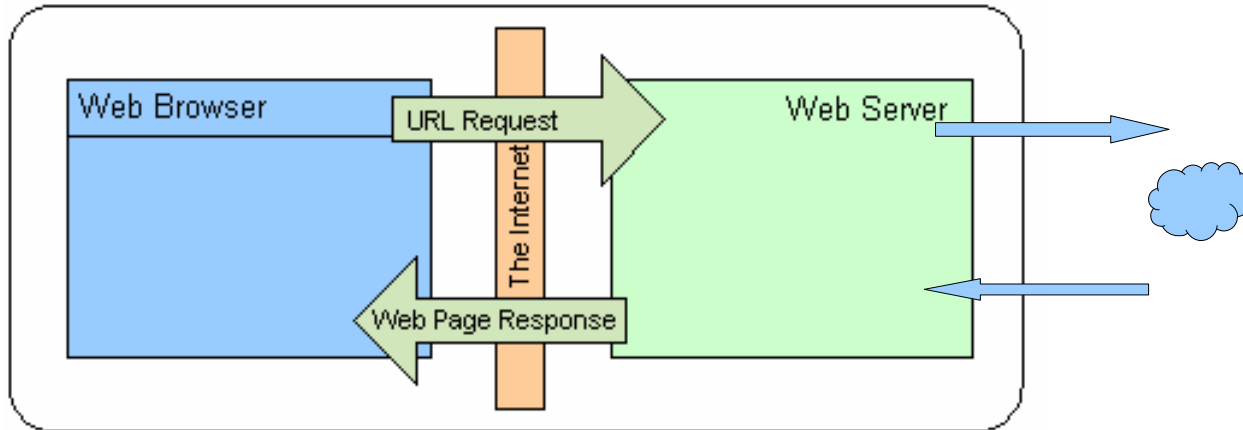 Web Browser
URL Request
Web Server
The Internet
Web Page Response